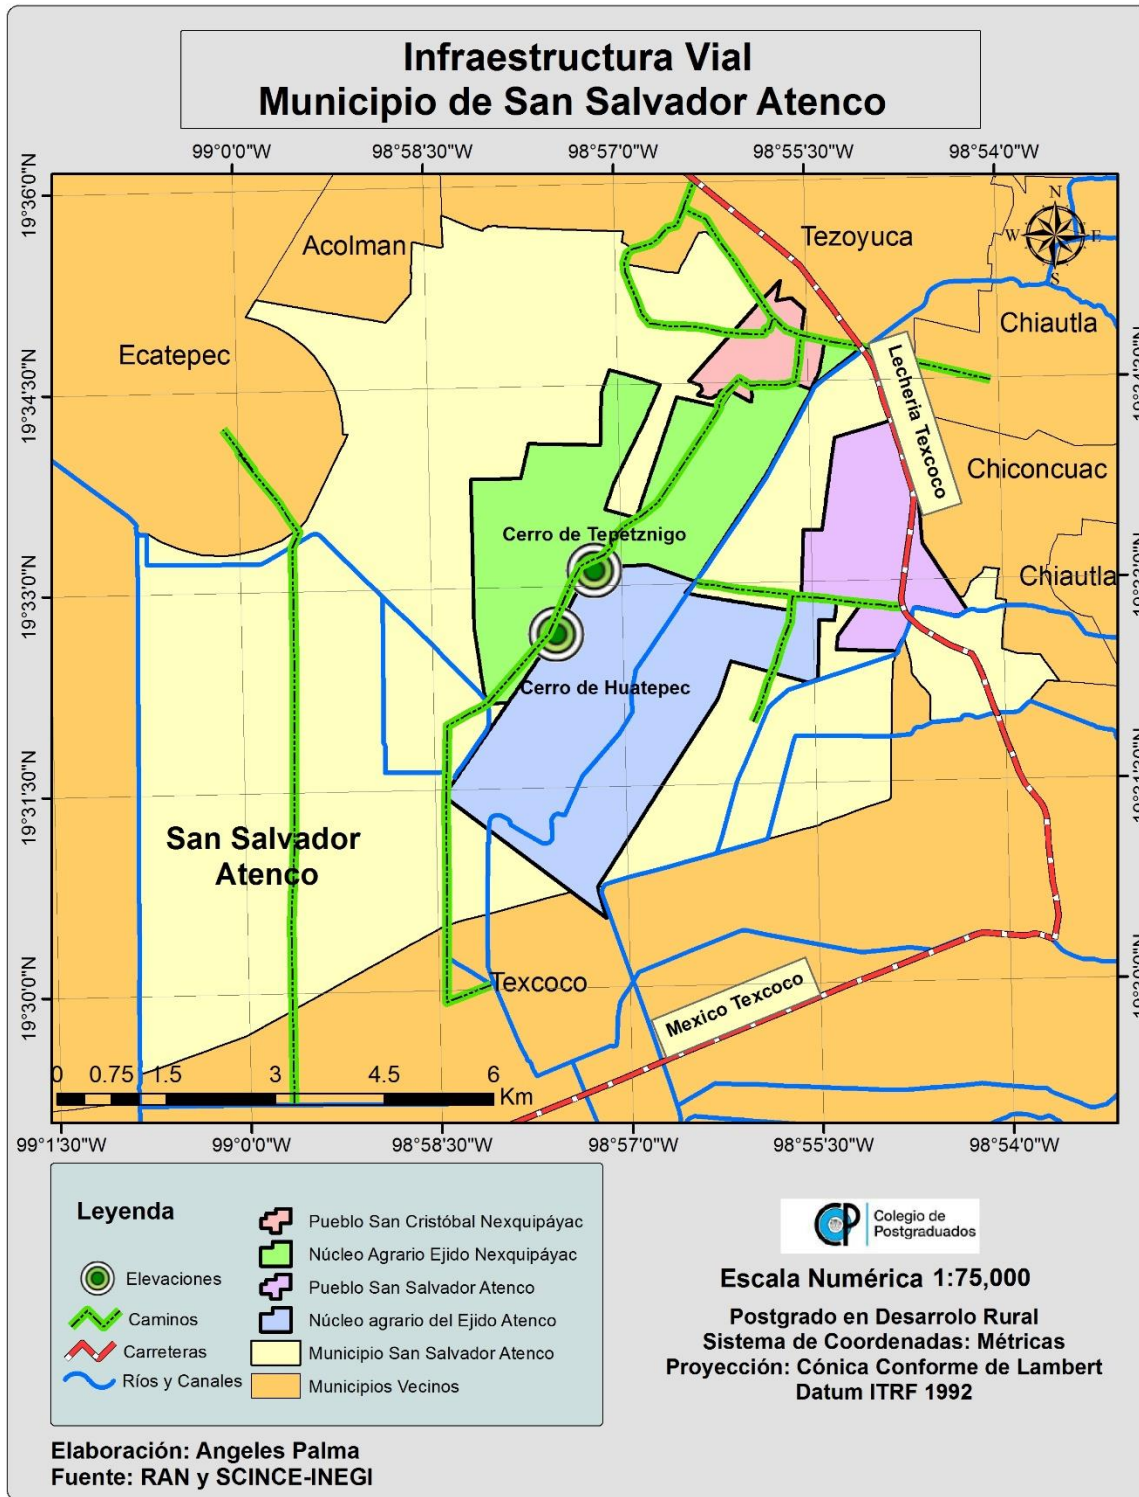 Infraestructura Vial
Municipio de San Salvador Atenco
99°0'0"W
98°58'30"W
98°57'0"W
98°55'30"W
98°54'0"W
19°36'0"N
19°34'30"N
19°33'0"N
19°31'30"N
19°30'0"N
N
W
E
S
Acolman
Tezoyuca
Ecatepec
Chiautla
Lecheria Texcoco
Chiconcuac
Cerro de Tepetznigo
Chiautla
Cerro de Huatepec
San Salvador
Atenco
Texcoco
Mexico Texcoco
0 0.75 1.5 3 4.5 6
Km
99°1'30"W
99°0'0"W
98°58'30"W
98°57'0"W
98°55'30"W
98°54'0"W
Leyenda
Elevaciones
Caminos
Carreteras
Ríos y Canales
Pueblo San Cristóbal Nexquipáyac
Núcleo Agrario Ejido Nexquipáyac
Pueblo San Salvador Atenco
Núcleo agrario del Ejido Atenco
Municipio San Salvador Atenco
Municipios Vecinos
CP
Colegio de
Postgraduados
Escala Numérica 1:75,000
Postgrado en Desarrolo Rural
Sistema de Coordenadas: Métricas
Proyección: Cónica Conforme de Lambert
Datum ITRF 1992
Elaboración: Angeles Palma
Fuente: RAN y SCINCE-INEGI